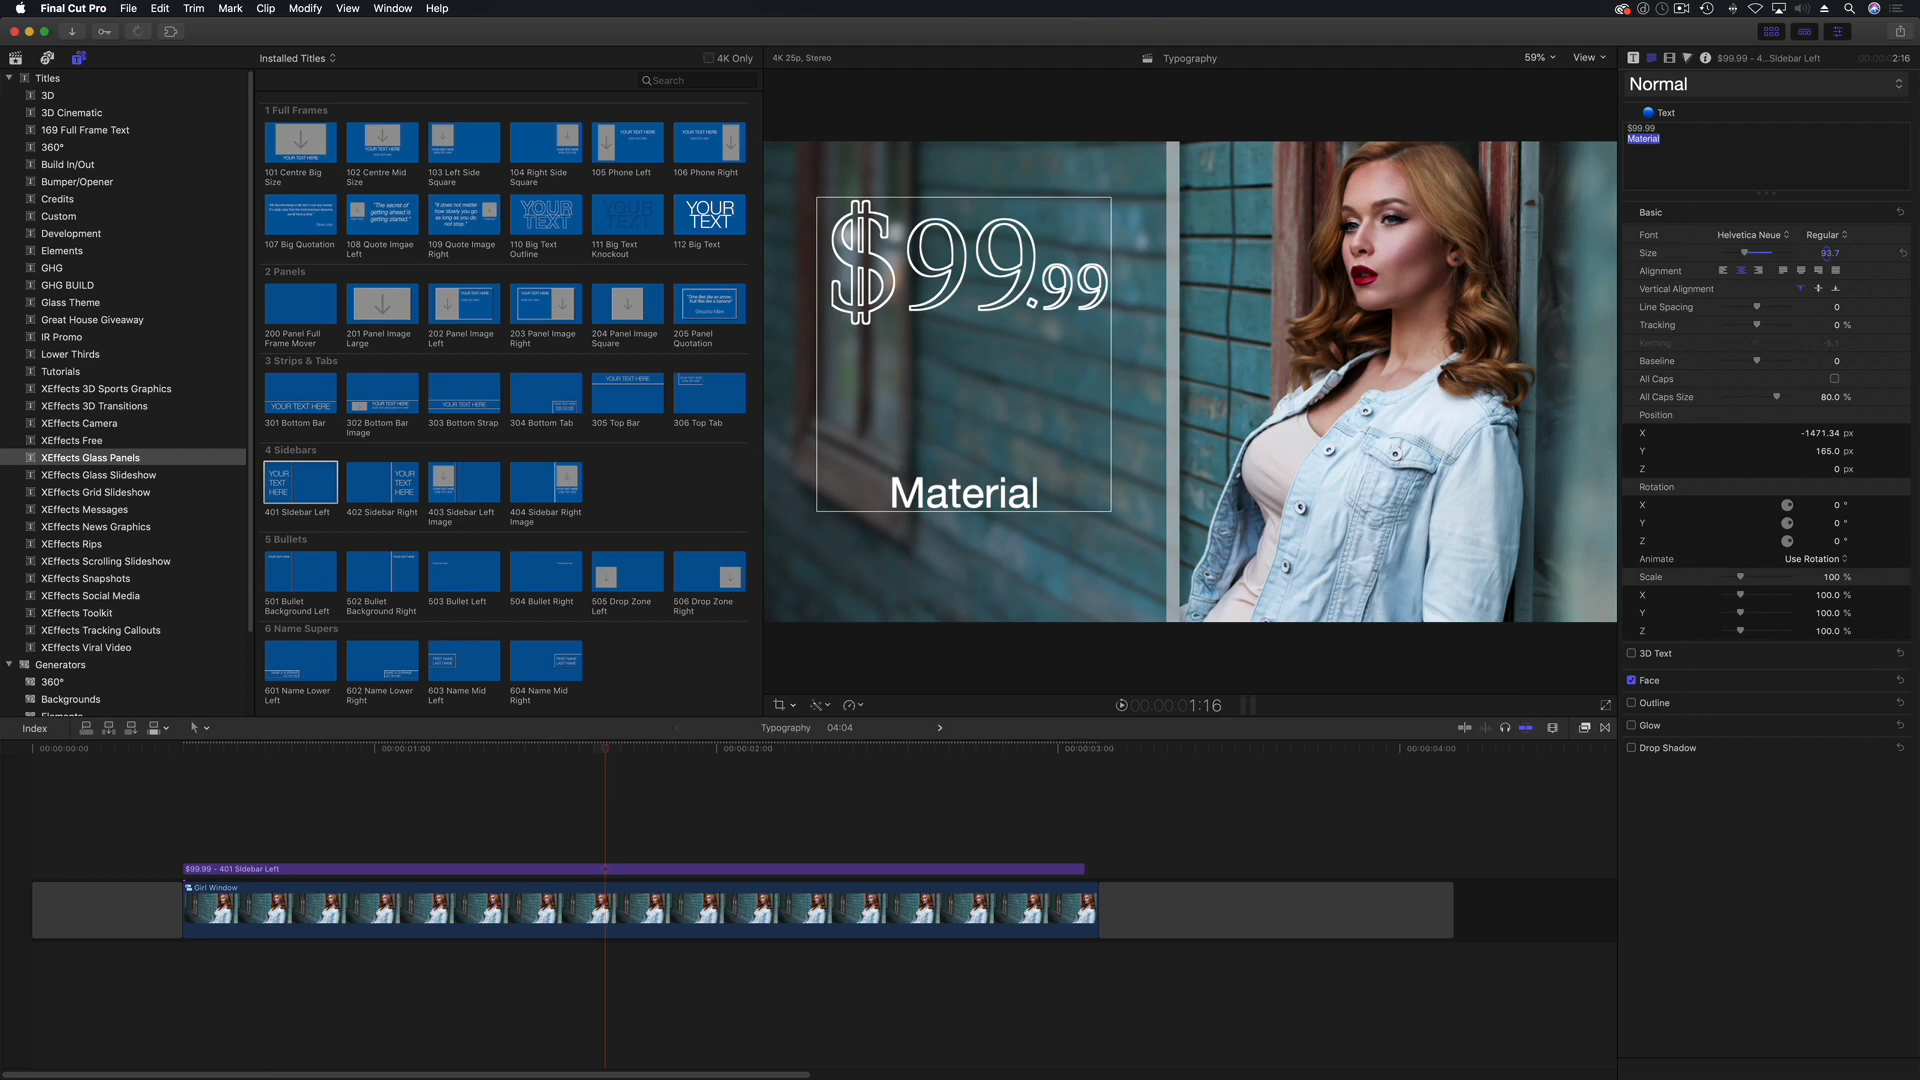 Final Cut Pro File Edit Trim Mark Clip Modify View Window Help
Installed Titles
4K Only
4K 25p, Stereo
Typography
59%
View
$99.99 - 4...SIdebar Left
00:00:00:02:16
Search
Titles
3D
3D Cinematic
169 Full Frame Text
360°
Build In/Out
Bumper/Opener
Credits
Custom
Development
Elements
GHG
GHG BUILD
Glass Theme
Great House Giveaway
IR Promo
Lower Thirds
Tutorials
XEffects 3D Sports Graphics
XEffects 3D Transitions
XEffects Camera
XEffects Free
XEffects Glass Panels
XEffects Glass Slideshow
XEffects Grid Slideshow
XEffects Messages
XEffects News Graphics
XEffects Rips
XEffects Scrolling Slideshow
XEffects Snapshots
XEffects Social Media
XEffects Toolkit
XEffects Tracking Callouts
XEffects Viral Video
Generators
360°
Backgrounds
Elements
1 Full Frames
101 Centre Big Size
102 Centre Mid Size
103 Left Side Square
104 Right Side Square
105 Phone Left
106 Phone Right
107 Big Quotation
108 Quote Imgae Left
109 Quote Image Right
110 Big Text Outline
111 Big Text Knockout
112 Big Text
2 Panels
200 Panel Full Frame Mover
201 Panel Image Large
202 Panel Image Left
203 Panel Image Right
204 Panel Image Square
205 Panel Quotation
3 Strips & Tabs
301 Bottom Bar
302 Bottom Bar Image
303 Bottom Strap
304 Bottom Tab
305 Top Bar
306 Top Tab
4 Sidebars
YOUR TEXT HERE
YOUR TEXT HERE
401 SIdebar Left
402 Sidebar Right
403 Sidebar Left Image
404 Sidebar Right Image
5 Bullets
501 Bullet Background Left
502 Bullet Background Right
503 Bullet Left
504 Bullet Right
505 Drop Zone Left
506 Drop Zone Right
6 Name Supers
601 Name Lower Left
602 Name Lower Right
603 Name Mid Left
604 Name Mid Right
$99.99
Material
00:00:00:01:16
Normal
Text
$99.99
Material
Basic
Font Helvetica Neue Regular
Size 93.7
Alignment
Vertical Alignment
Line Spacing 0
Tracking 0 %
Kerning -5.1
Baseline 0
All Caps
All Caps Size 80.0 %
Position
X -1471.34 px
Y 165.0 px
Z 0 px
Rotation
X 0 °
Y 0 °
Z 0 °
Animate Use Rotation
Scale 100 %
X 100.0 %
Y 100.0 %
Z 100.0 %
3D Text
Face
Outline
Glow
Drop Shadow
Index
Typography 04:04
00:00:00:00
00:00:01:00
00:00:02:00
00:00:03:00
00:00:04:00
$99.99 - 401 SIdebar Left
Girl Window